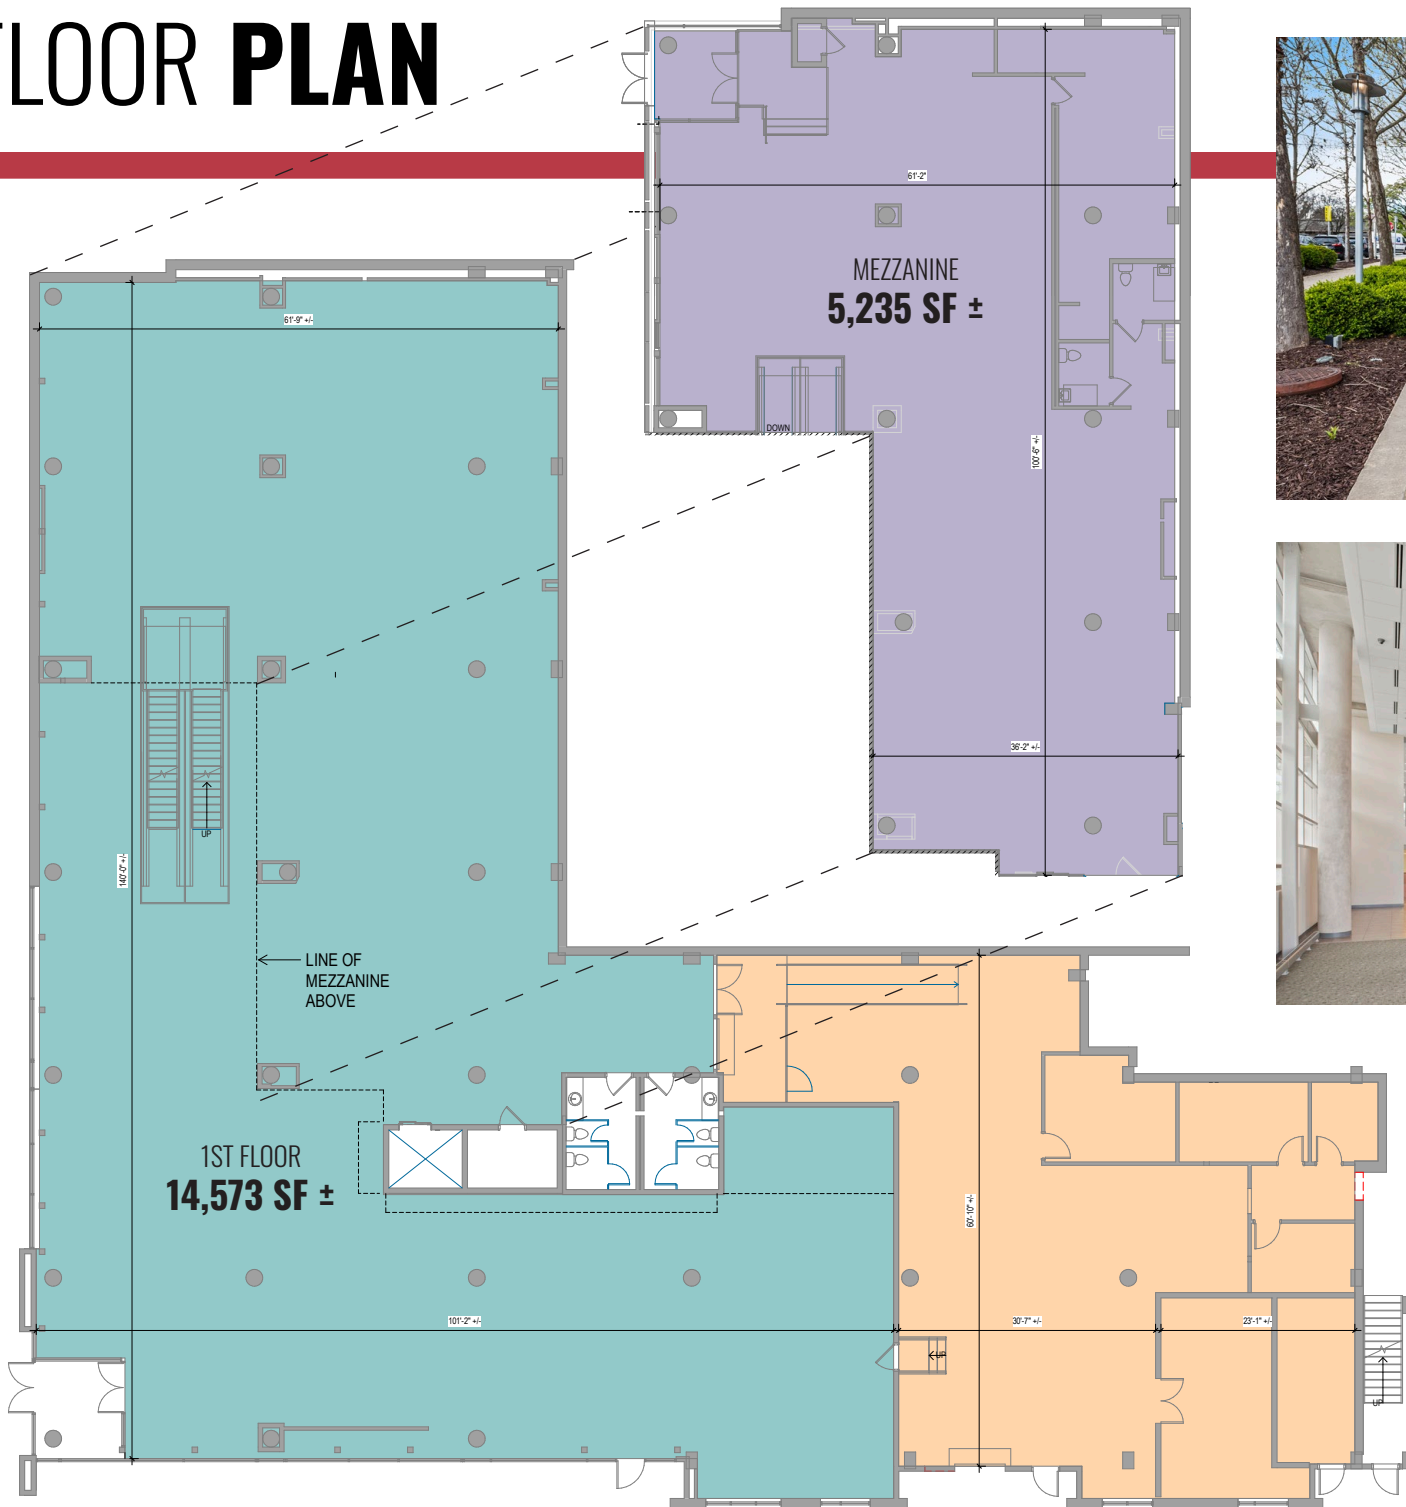 FLOOR PLAN
61'-2"
MEZZANINE
5,235 SF ±
61'-9" +/-
DOWN
100'-6" +/-
36'-2" +/-
UP
140'-0" +/-
LINE OF
MEZZANINE
ABOVE
1ST FLOOR
14,573 SF ±
60'-10" +/-
101'-2" +/-
30'-7" +/-
23'-1" +/-
UP
UP